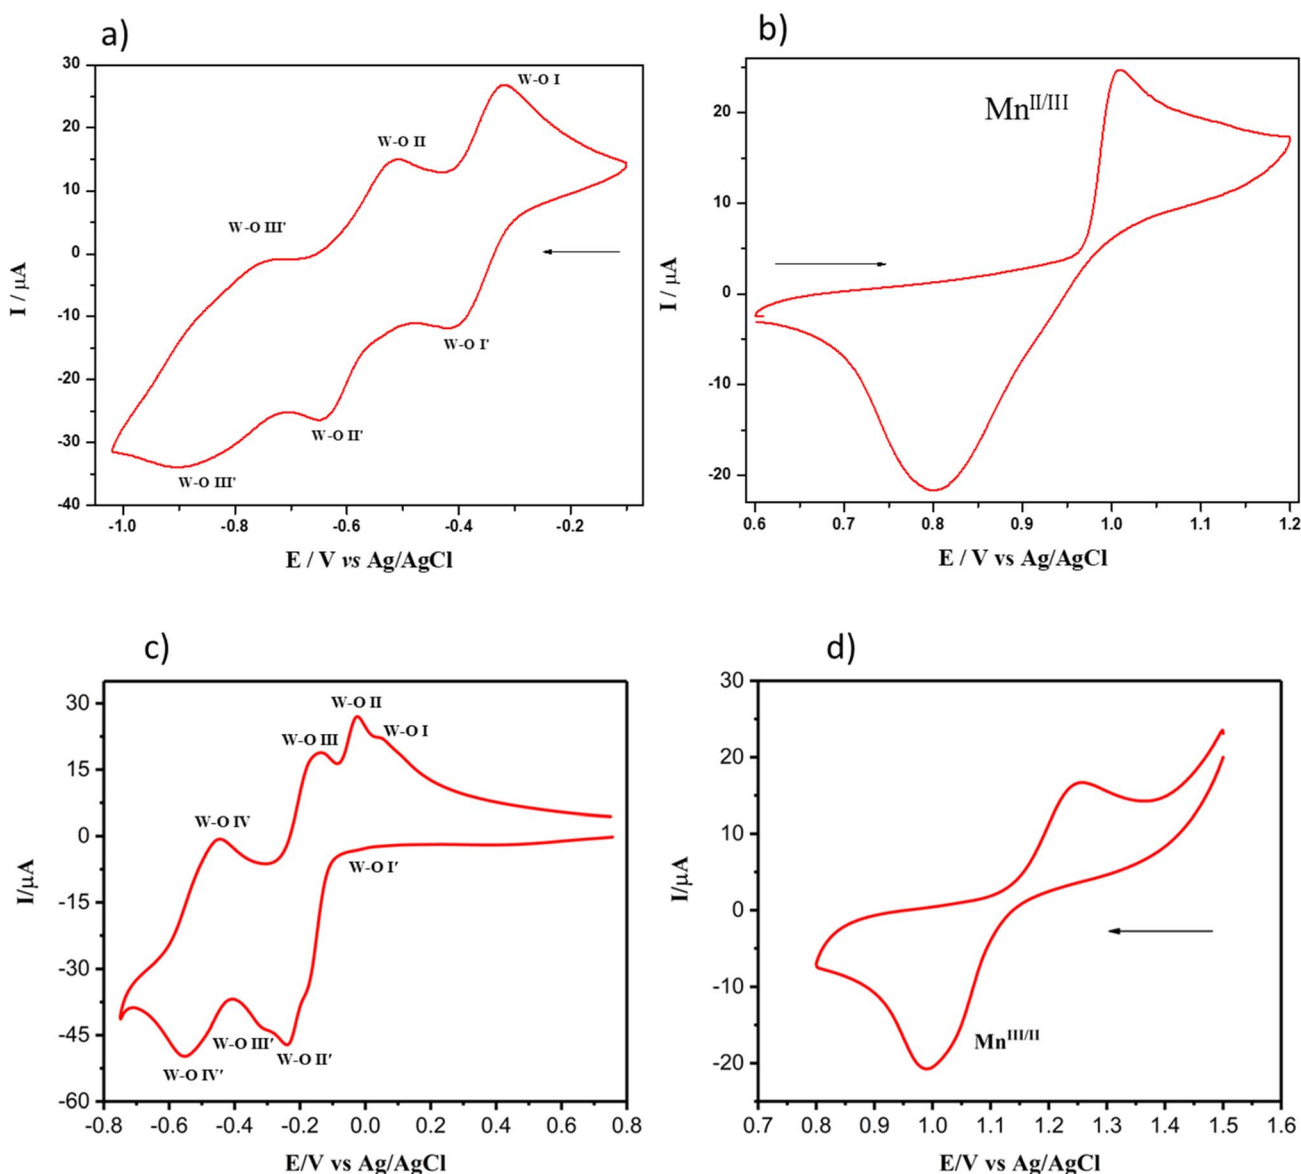 a)
30
20
10
0
-10
-20
-30
-40
I / µA
W-O I
W-O II
W-O III'
W-O I'
W-O II'
W-O III'
-1.0 -0.8 -0.6 -0.4 -0.2
E / V vs Ag/AgCl
b)
20
10
0
-10
-20
I / µA
Mn^II/III
0.6 0.7 0.8 0.9 1.0 1.1 1.2
E / V vs Ag/AgCl
c)
30
15
0
-15
-30
-45
-60
I/µA
W-O II
W-O I
W-O III
W-O IV
W-O I'
W-O III'
W-O II'
W-O IV'
-0.8 -0.6 -0.4 -0.2 0.0 0.2 0.4 0.6 0.8
E/V vs Ag/AgCl
d)
30
20
10
0
-10
-20
I/µA
Mn^III/II
0.7 0.8 0.9 1.0 1.1 1.2 1.3 1.4 1.5 1.6
E/V vs Ag/AgCl